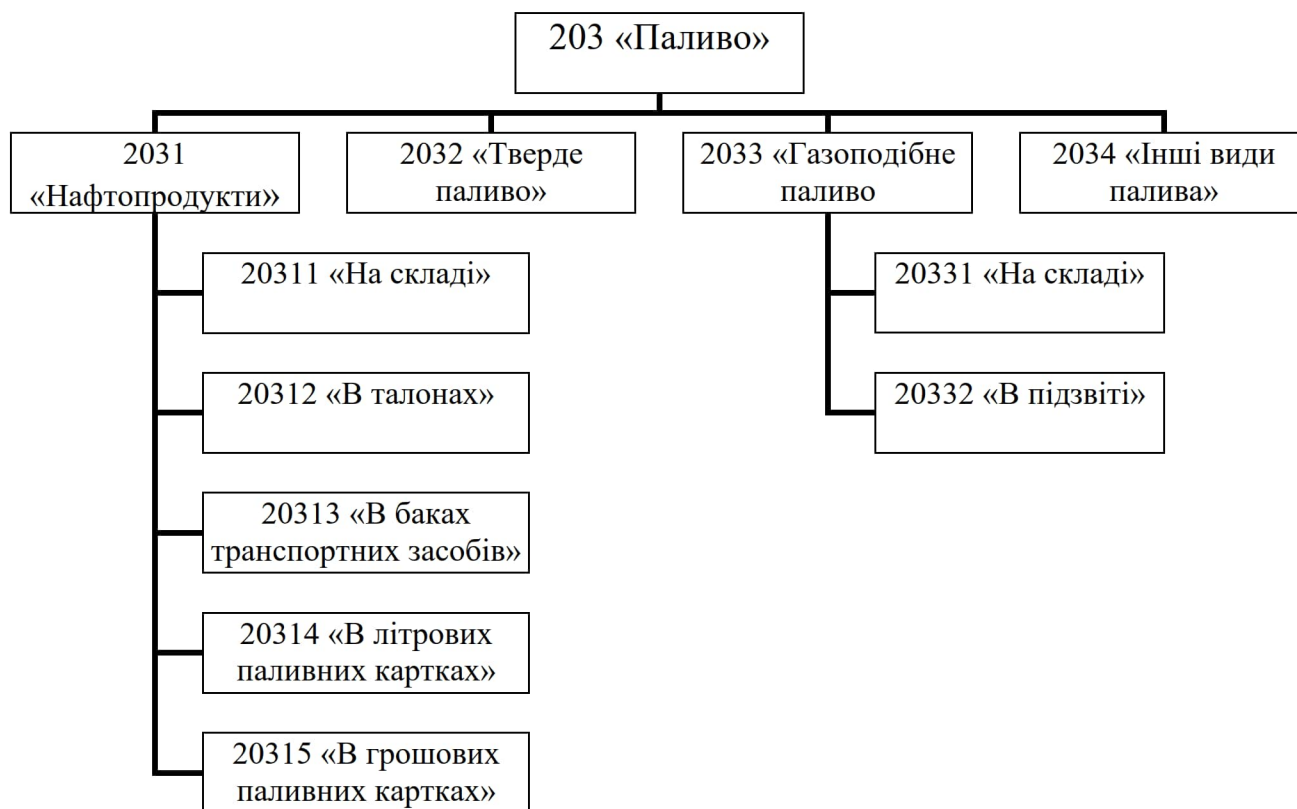 203 «Паливо»
2031
«Нафтопродукти»
2032 «Тверде
паливо»
2033 «Газоподібне
паливо
2034 «Інші види
палива»
20311 «На складі»
20312 «В талонах»
20313 «В баках
транспортних засобів»
20314 «В літрових
паливних картках»
20315 «В грошових
паливних картках»
20331 «На складі»
20332 «В підзвіті»